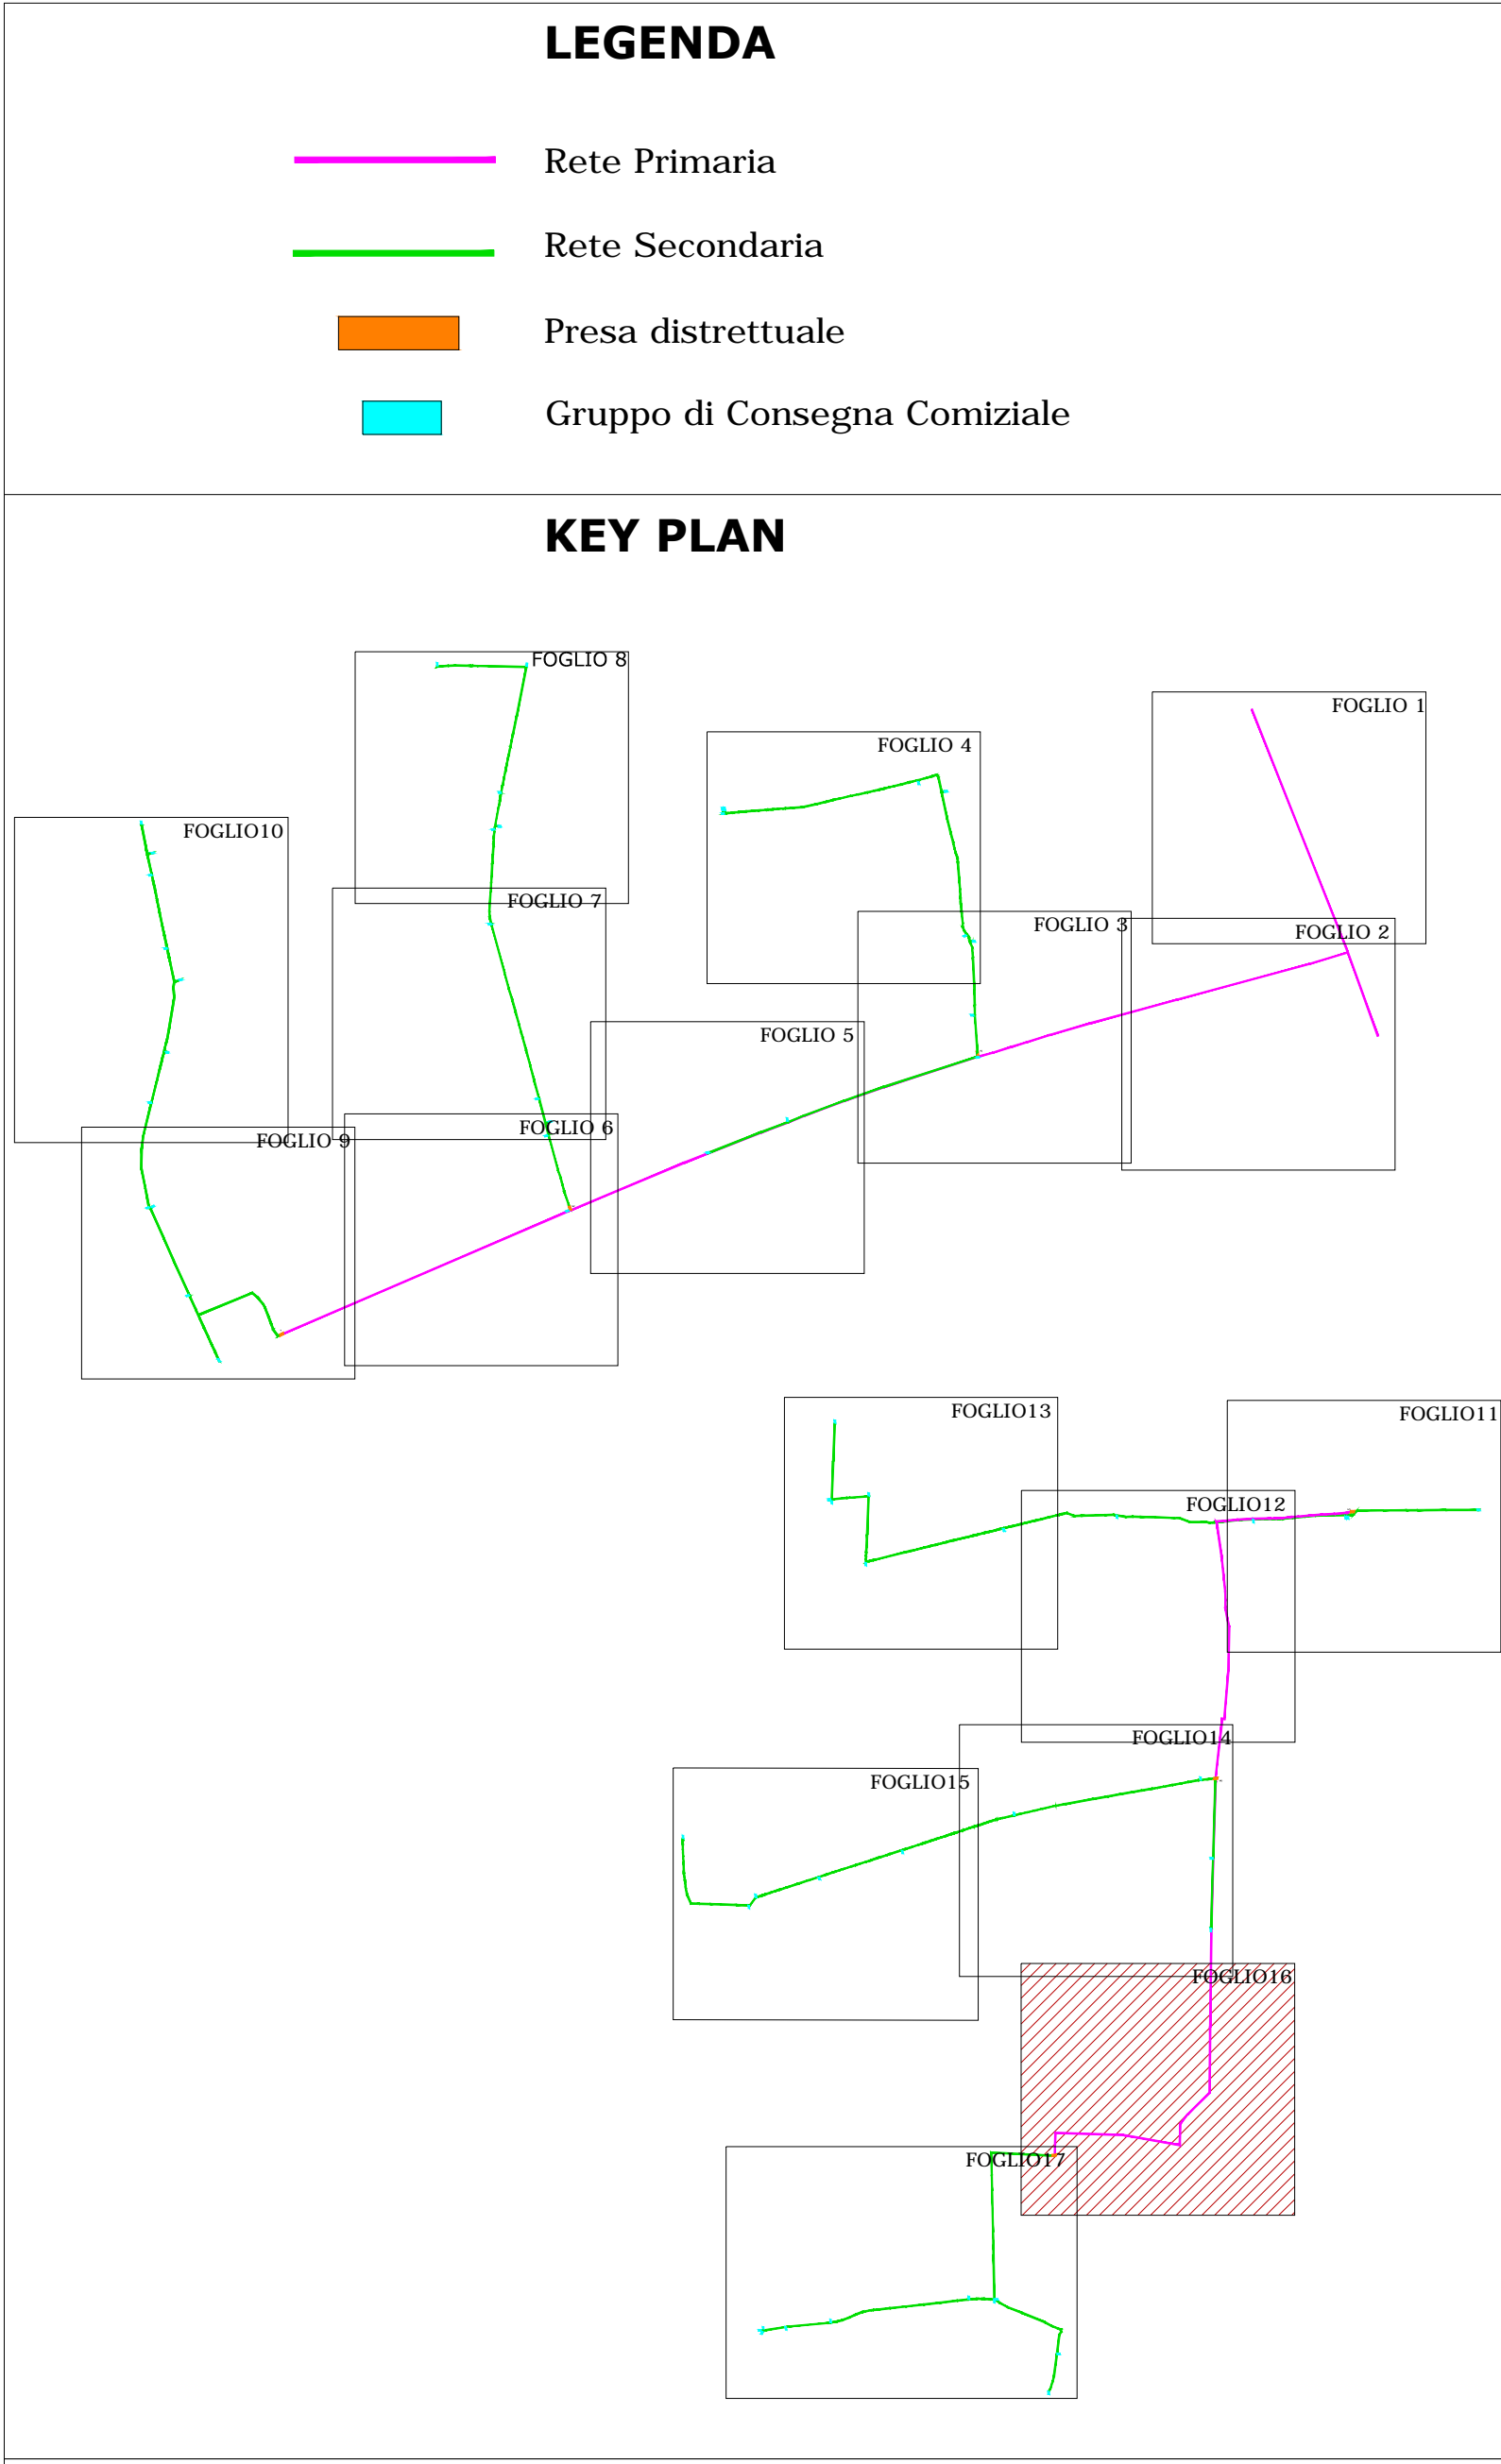 LEGENDA
Rete Primaria
Rete Secondaria
Presa distrettuale
Gruppo di Consegna Comiziale
KEY PLAN
FOGLIO 8
FOGLIO 1
FOGLIO 4
FOGLIO10
FOGLIO 7
FOGLIO 3
FOGLIO 2
FOGLIO 5
FOGLIO 6
FOGLIO 9
FOGLIO13
FOGLIO11
FOGLIO12
FOGLIO14
FOGLIO15
FOGLIO16
FOGLIO17